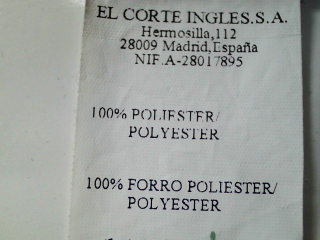 EL CORTE INGLES.S.A.
Hermosilla,112
28009 Madrid,España
NIF.A-28017895
100% POLIESTER/
POLYESTER
100% FORRO POLIESTER/
POLYESTER